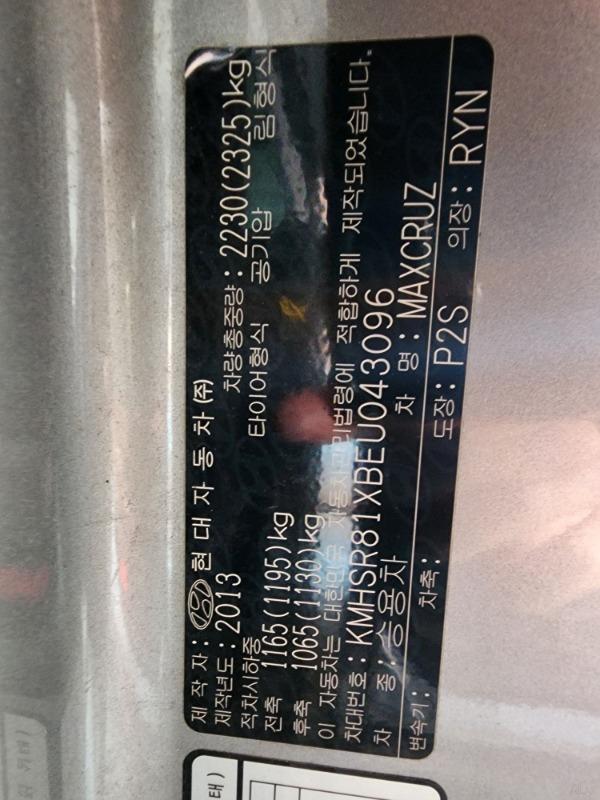 제 작 자 : HYUNDAI 현 대 자 동 차 (주)
제작년도 : 2013 차량총중량 : 2230(2325)kg
적차시하중 타이어형식 공기압 림형식
전축 1165(1195)kg
후축 1065(1130)kg
이 자동차는 대한민국 자동차관리법령에 적합하게 제작되었습니다.
차대번호 : KMHSR81XBEU043096
차 종 : 승용차 차 명 : MAXCRUZ
변속기 : 차축 : 도장 : P2S 의장 : RYN
태 )